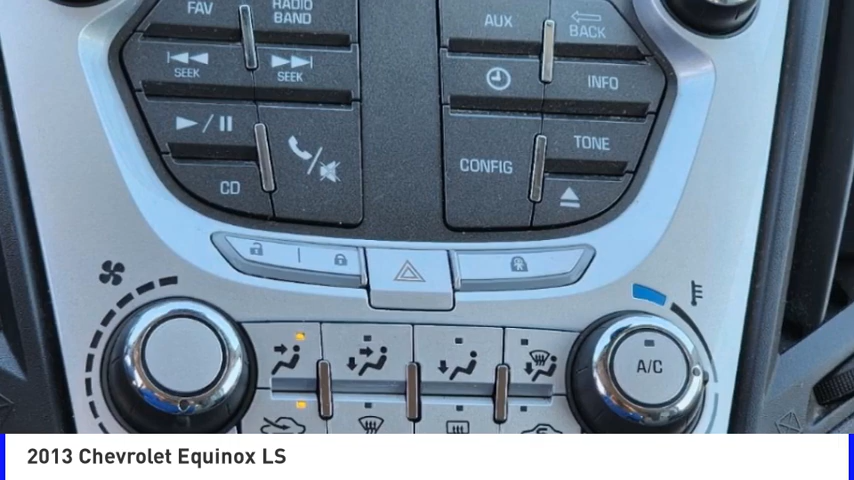 FAV
RADIO
BAND
AUX
BACK
SEEK
SEEK
INFO
TONE
CONFIG
CD
A/C
2013 Chevrolet Equinox LS